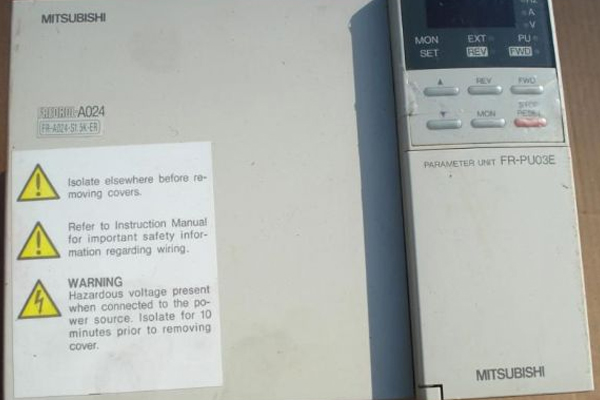 MITSUBISHI
FREQROL-A024
FR-A024-S1.5K-ER
Isolate elsewhere before re-
moving covers.
Refer to Instruction Manual
for important safety infor-
mation regarding wiring.
WARNING
Hazardous voltage present
when connected to the po-
wer source. Isolate for 10
minutes prior to removing
cover.
Hz
A
V
MON EXT PU
SET REV FWD
▲ REV FWD
STOP
▼ MON RESET
PARAMETER UNIT FR-PU03E
MITSUBISHI